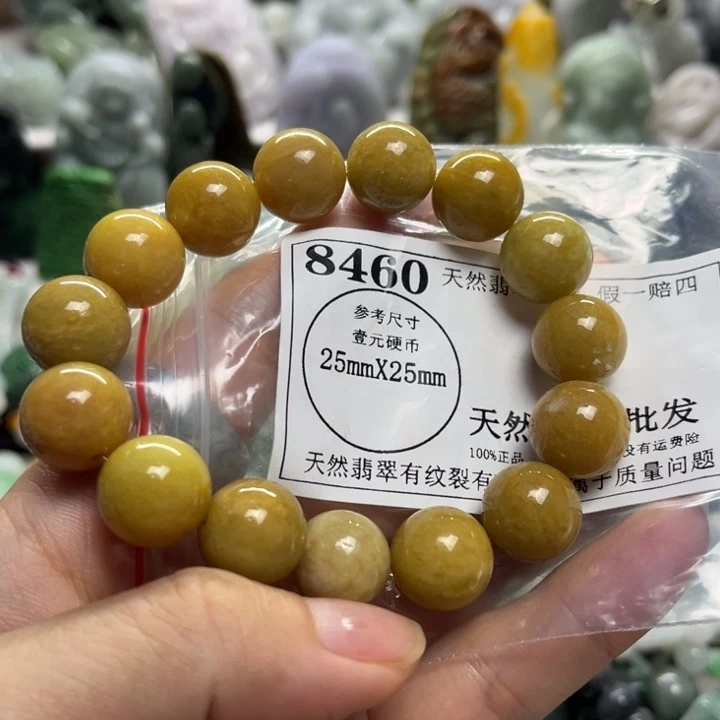 8460 天然翡 假一赔四
参考尺寸
壹元硬币
25mmX25mm
天然 批发
100%正品 没有运费险
天然翡翠有纹裂有 属于质量问题